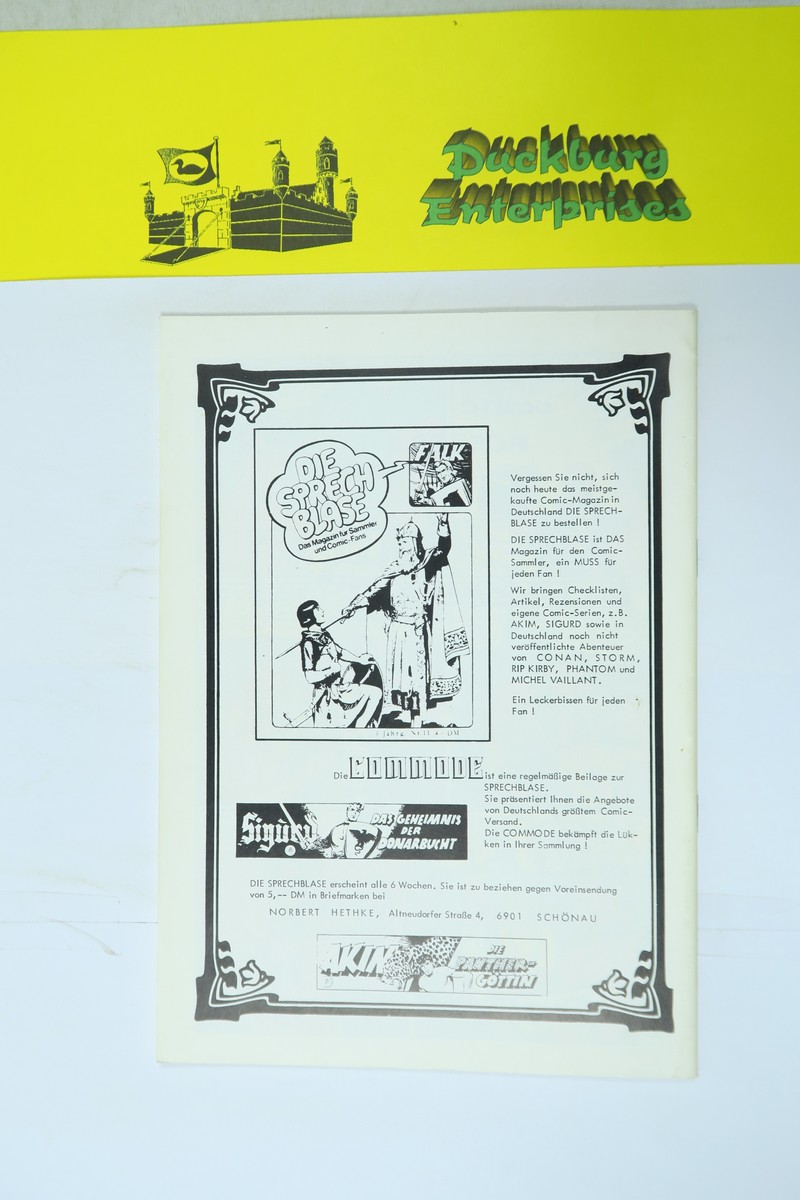 Duckburg
Enterprises
DIE
SPRECH
BLASE
Das Magazin für Sammler
und Comic-Fans
FALK
Jahrg. Nr. 11 4,- DM
Vergessen Sie nicht, sich
noch heute das meistge-
kaufte Comic-Magazin in
Deutschland DIE SPRECH-
BLASE zu bestellen !
DIE SPRECHBLASE ist DAS
Magazin für den Comic-
Sammler, ein MUSS für
jeden Fan !
Wir bringen Checklisten,
Artikel, Rezensionen und
eigene Comic-Serien, z.B.
AKIM, SIGURD sowie in
Deutschland noch nicht
veröffentlichte Abenteuer
von CONAN, STORM,
RIP KIRBY, PHANTOM und
MICHEL VAILLANT.
Ein Leckerbissen für jeden
Fan !
Die COMMODE ist eine regelmäßige Beilage zur
SPRECHBLASE.
Sie präsentiert Ihnen die Angebote
von Deutschlands größtem Comic-
Versand.
Die COMMODE bekämpft die Lük-
ken in Ihrer Sammlung !
Sigurd
DAS GEHEIMNIS
DER
DONARBUCHT
DIE SPRECHBLASE erscheint alle 6 Wochen. Sie ist zu beziehen gegen Voreinsendung
von 5,-- DM in Briefmarken bei
NORBERT HETHKE, Altneudorfer Straße 4, 6901 SCHÖNAU
AKIM
DIE
PANTHER-
GÖTTIN